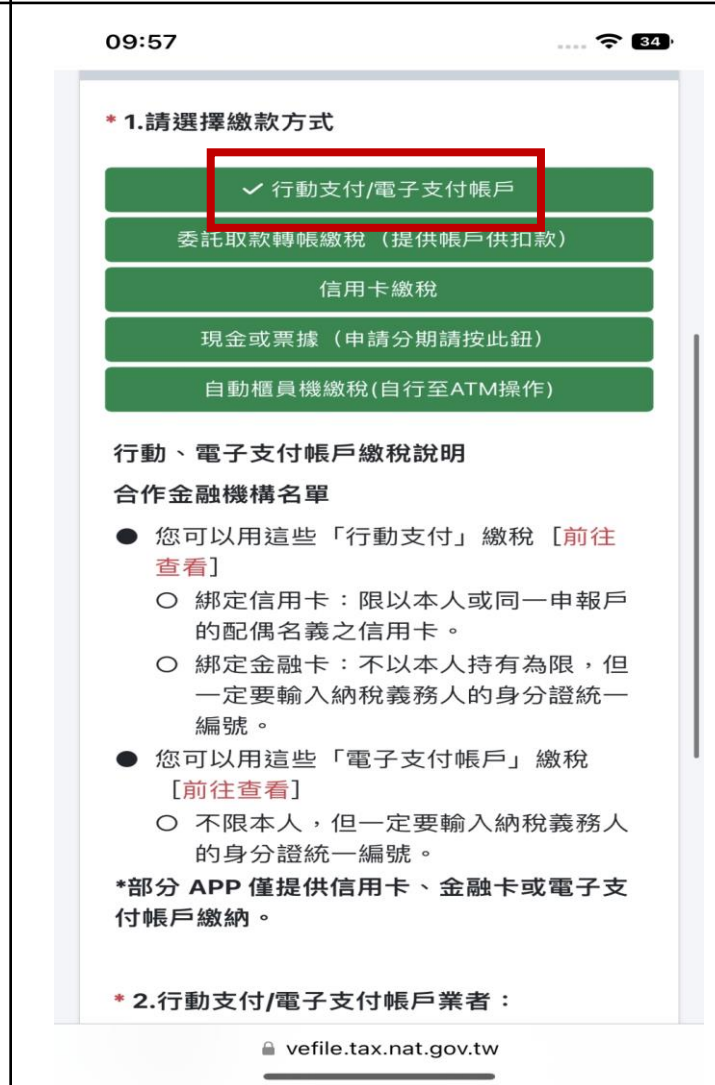 09:57
34
* 1.請選擇繳款方式
✓ 行動支付/電子支付帳戶
委託取款轉帳繳稅（提供帳戶供扣款）
信用卡繳稅
現金或票據（申請分期請按此鈕）
自動櫃員機繳稅(自行至ATM操作)
行動、電子支付帳戶繳稅說明
合作金融機構名單
● 您可以用這些「行動支付」繳稅［前往
查看］
○ 綁定信用卡：限以本人或同一申報戶
的配偶名義之信用卡。
○ 綁定金融卡：不以本人持有為限，但
一定要輸入納稅義務人的身分證統一
編號。
● 您可以用這些「電子支付帳戶」繳稅
［前往查看］
○ 不限本人，但一定要輸入納稅義務人
的身分證統一編號。
*部分 APP 僅提供信用卡、金融卡或電子支
付帳戶繳納。
* 2.行動支付/電子支付帳戶業者：
vefile.tax.nat.gov.tw